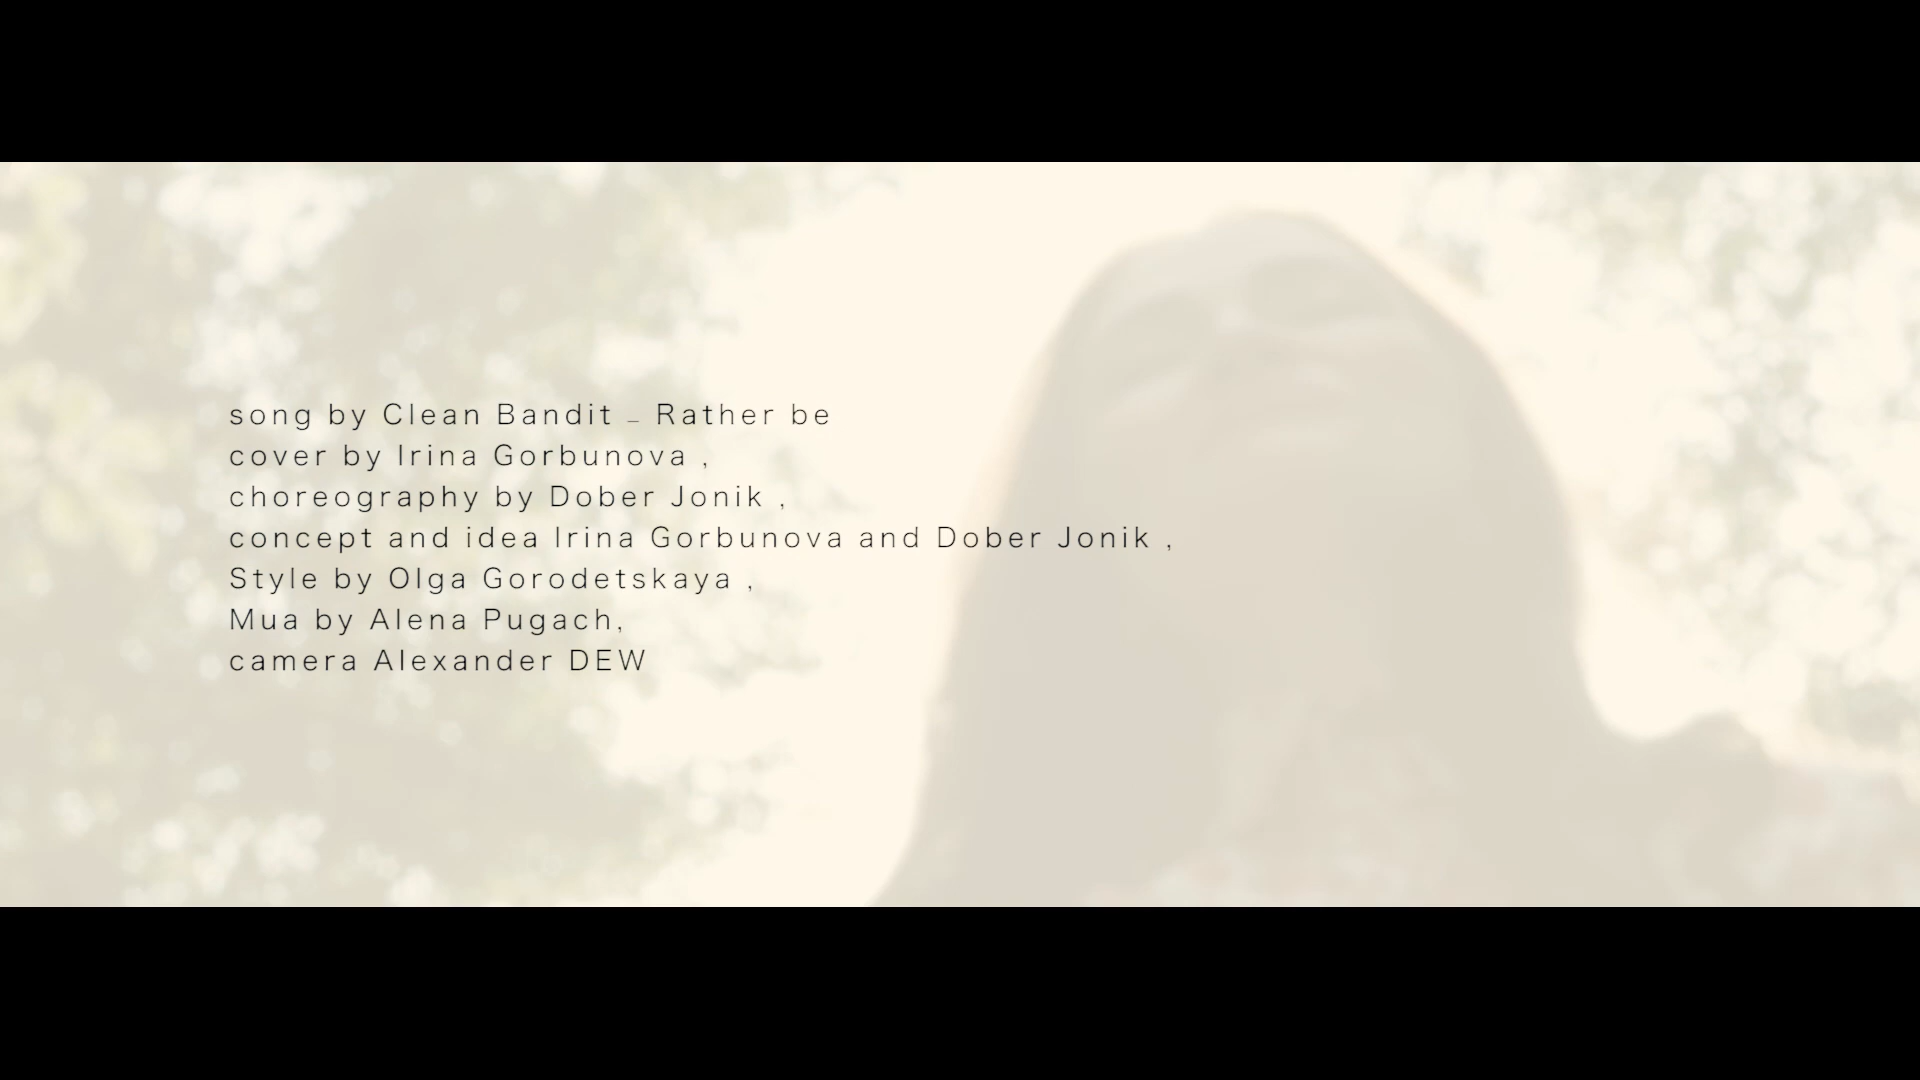 song by Clean Bandit _ Rather be
cover by Irina Gorbunova ,
choreography by Dober Jonik ,
concept and idea Irina Gorbunova and Dober Jonik ,
Style by Olga Gorodetskaya ,
Mua by Alena Pugach,
camera Alexander DEW